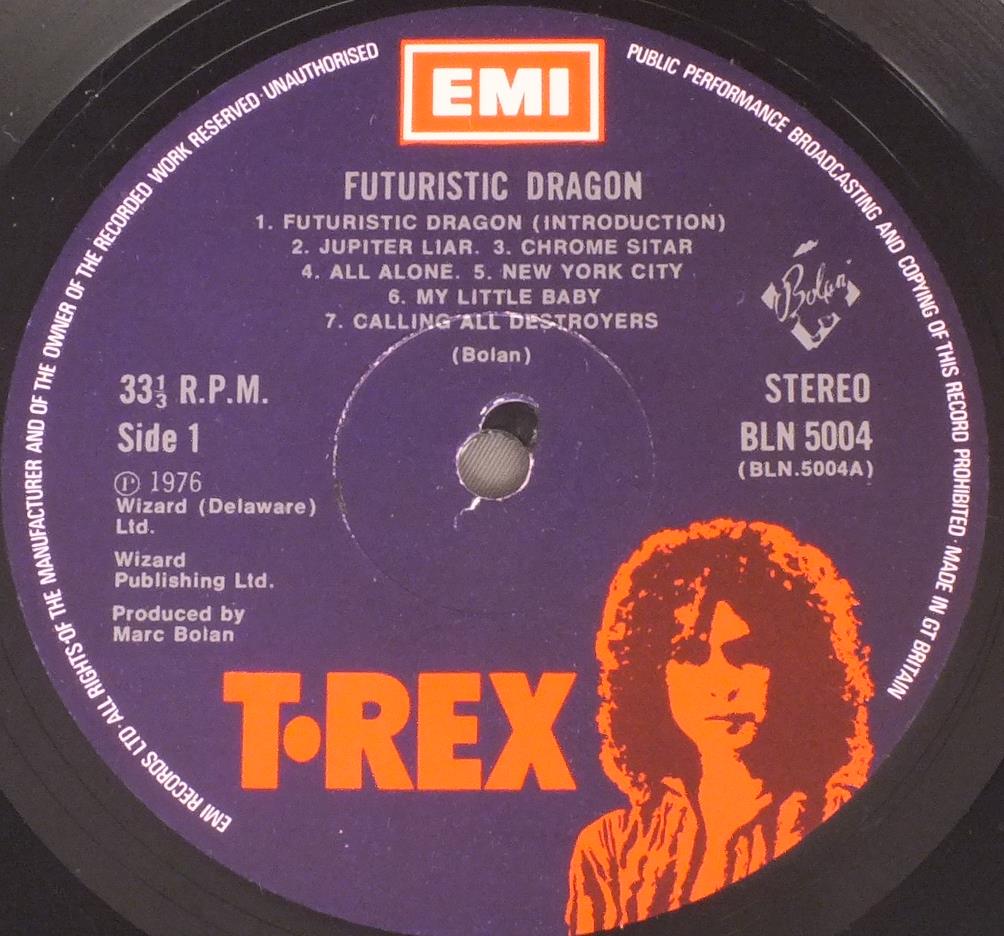 EMI
FUTURISTIC DRAGON
1. FUTURISTIC DRAGON (INTRODUCTION)
2. JUPITER LIAR. 3. CHROME SITAR
4. ALL ALONE. 5. NEW YORK CITY
6. MY LITTLE BABY
7. CALLING ALL DESTROYERS
(Bolan)
Bolan
33⅓ R.P.M.
Side 1
Ⓟ 1976
Wizard (Delaware)
Ltd.
Wizard
Publishing Ltd.
Produced by
Marc Bolan
STEREO
BLN 5004
(BLN.5004A)
T•REX
EMI RECORDS LTD·ALL RIGHTS·OF THE MANUFACTURER AND OF THE OWNER OF THE RECORDED WORK RESERVED·UNAUTHORISED
PUBLIC PERFORMANCE BROADCASTING AND COPYING OF THIS RECORD PROHIBITED· MADE IN GT BRITAIN